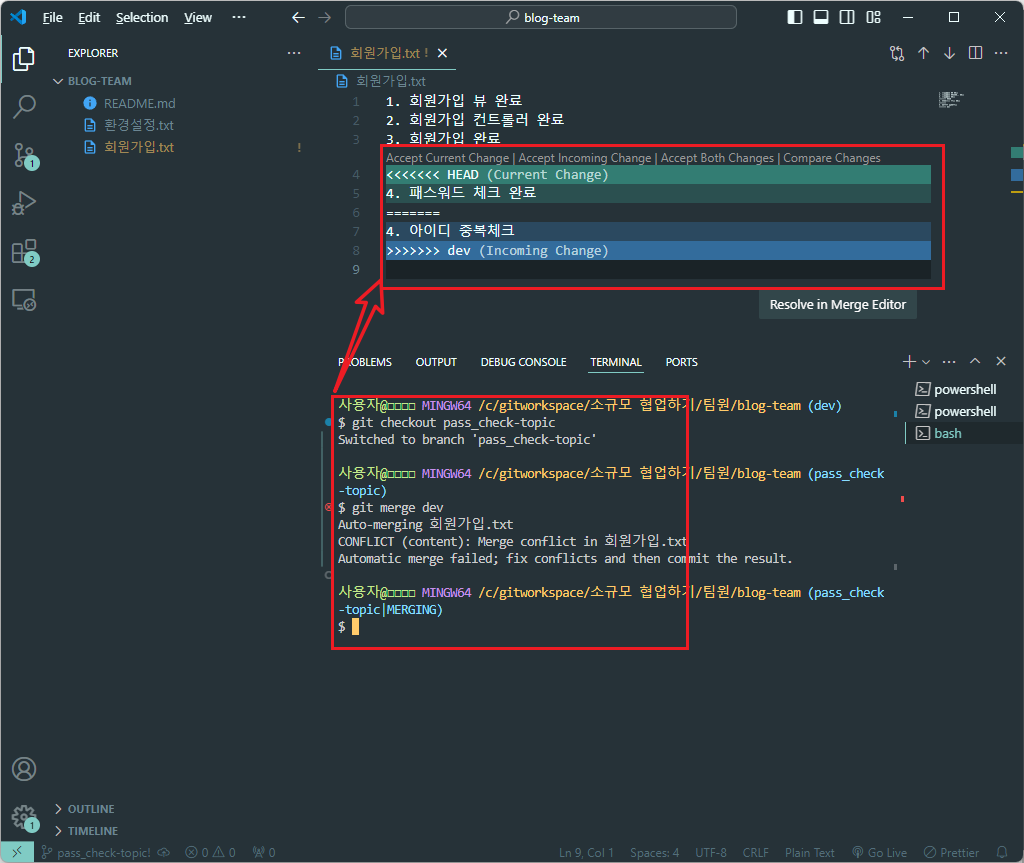 File Edit Selection View ··· blog-team
EXPLORER ···
BLOG-TEAM
README.md
환경설정.txt
회원가입.txt !
회원가입.txt !
회원가입.txt
1 1. 회원가입 뷰 완료
2 2. 회원가입 컨트롤러 완료
3 3. 회원가입 완료
Accept Current Change | Accept Incoming Change | Accept Both Changes | Compare Changes
4 <<<<<<< HEAD (Current Change)
5 4. 패스워드 체크 완료
6 =======
7 4. 아이디 중복체크
8 >>>>>>> dev (Incoming Change)
9
Resolve in Merge Editor
PROBLEMS OUTPUT DEBUG CONSOLE TERMINAL PORTS
powershell
powershell
bash
사용자@□□□□ MINGW64 /c/gitworkspace/소규모 협업하기/팀원/blog-team (dev)
$ git checkout pass_check-topic
Switched to branch 'pass_check-topic'
사용자@□□□□ MINGW64 /c/gitworkspace/소규모 협업하기/팀원/blog-team (pass_check
-topic)
$ git merge dev
Auto-merging 회원가입.txt
CONFLICT (content): Merge conflict in 회원가입.txt
Automatic merge failed; fix conflicts and then commit the result.
사용자@□□□□ MINGW64 /c/gitworkspace/소규모 협업하기/팀원/blog-team (pass_check
-topic|MERGING)
$
1
2
1
OUTLINE
TIMELINE
pass_check-topic! 0 0 0 Ln 9, Col 1 Spaces: 4 UTF-8 CRLF Plain Text Go Live Prettier